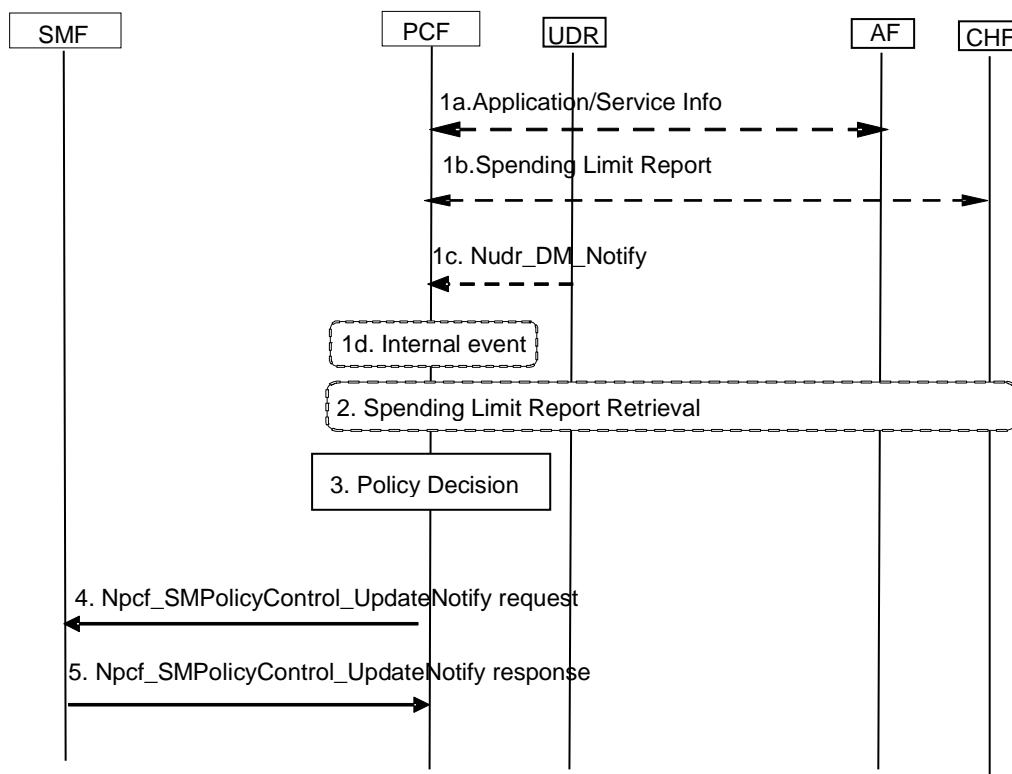 SMF
PCF
UDR
AF
CHF
1a.Application/Service Info
1b.Spending Limit Report
1c. Nudr_DM_Notify
1d. Internal event
2. Spending Limit Report Retrieval
3. Policy Decision
4. Npcf_SMPolicyControl_UpdateNotify request
5. Npcf_SMPolicyControl_UpdateNotify response